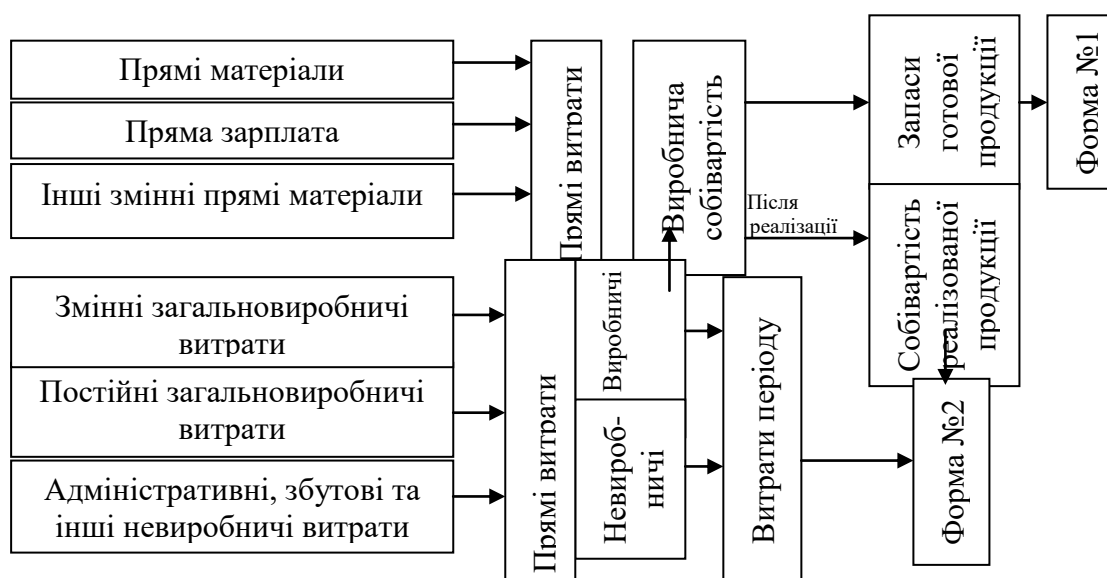 Прямі матеріали
Пряма зарплата
Інші змінні прямі матеріали
Змінні загальновиробничі
витрати
Постійні загальновиробничі
витрати
Адміністративні, збутові та
інші невиробничі витрати
Прямі витрати
Прямі витрати
Виробничі
Невироб-
ничі
Виробнича
собівартість
Після
реалізації
Витрати періоду
Запаси
готової
продукції
Собівартість
реалізованої
продукції
Форма №1
Форма №2